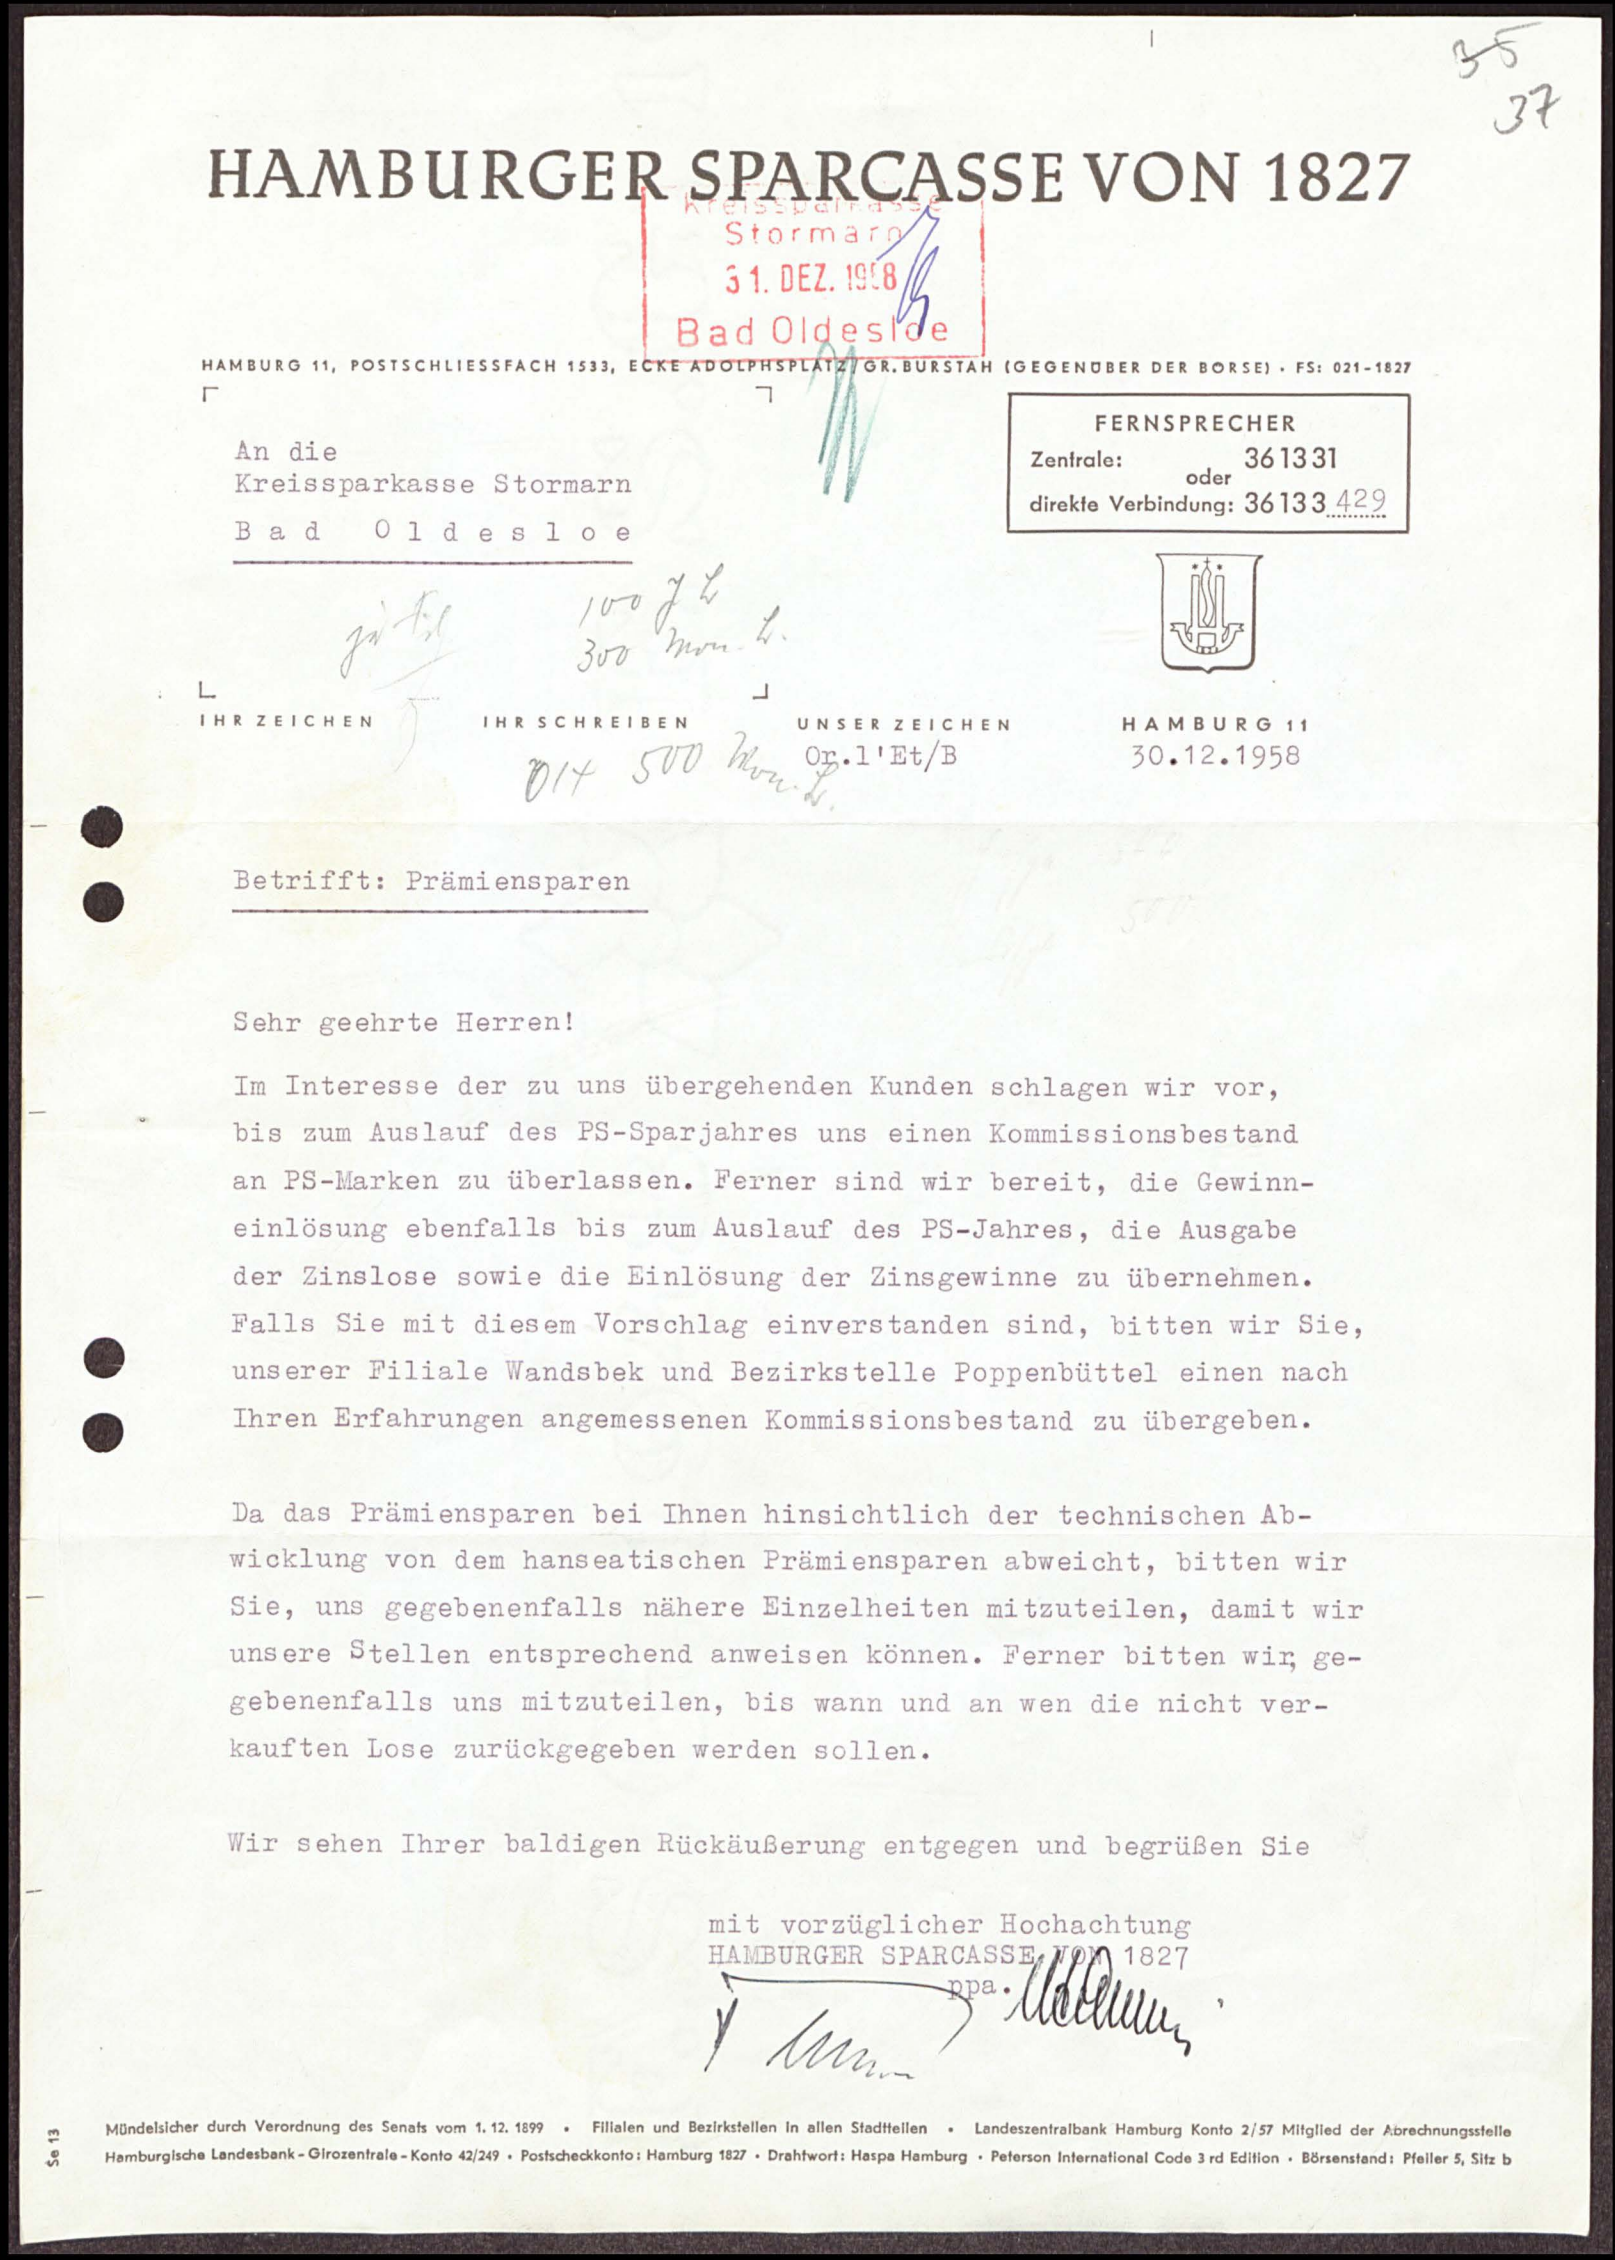 35
37
HAMBURGER SPARCASSE VON 1827
Kreissparkasse
Stormarn
31. DEZ. 1958
Bad Oldesloe
HAMBURG 11, POSTSCHLIESSFACH 1533, ECKE ADOLPHSPLATZ/GR. BURSTAH (GEGENÜBER DER BÖRSE) · FS: 021-1827
FERNSPRECHER
Zentrale: 361331
oder
direkte Verbindung: 36133 429
An die
Kreissparkasse Stormarn
Bad Oldesloe
100 J L
300 Mon. L.
IHR ZEICHEN IHR SCHREIBEN UNSER ZEICHEN HAMBURG 11
Or.l'Et/B 30.12.1958
014 500 Mon. L.
Betrifft: Prämiensparen
Sehr geehrte Herren!
Im Interesse der zu uns übergehenden Kunden schlagen wir vor,
bis zum Auslauf des PS-Sparjahres uns einen Kommissionsbestand
an PS-Marken zu überlassen. Ferner sind wir bereit, die Gewinn-
einlösung ebenfalls bis zum Auslauf des PS-Jahres, die Ausgabe
der Zinslose sowie die Einlösung der Zinsgewinne zu übernehmen.
Falls Sie mit diesem Vorschlag einverstanden sind, bitten wir Sie,
unserer Filiale Wandsbek und Bezirkstelle Poppenbüttel einen nach
Ihren Erfahrungen angemessenen Kommissionsbestand zu übergeben.
Da das Prämiensparen bei Ihnen hinsichtlich der technischen Ab-
wicklung von dem hanseatischen Prämiensparen abweicht, bitten wir
Sie, uns gegebenenfalls nähere Einzelheiten mitzuteilen, damit wir
unsere Stellen entsprechend anweisen können. Ferner bitten wir, ge-
gebenenfalls uns mitzuteilen, bis wann und an wen die nicht ver-
kauften Lose zurückgegeben werden sollen.
Wir sehen Ihrer baldigen Rückäußerung entgegen und begrüßen Sie
mit vorzüglicher Hochachtung
HAMBURGER SPARCASSE VON 1827
ppa.
Se 13
Mündelsicher durch Verordnung des Senats vom 1. 12. 1899 • Filialen und Bezirkstellen in allen Stadtteilen • Landeszentralbank Hamburg Konto 2/57 Mitglied der Abrechnungsstelle
Hamburgische Landesbank - Girozentrale - Konto 42/249 • Postscheckkonto: Hamburg 1827 • Drahtwort: Haspa Hamburg • Peterson International Code 3 rd Edition • Börsenstand: Pfeiler 5, Sitz b